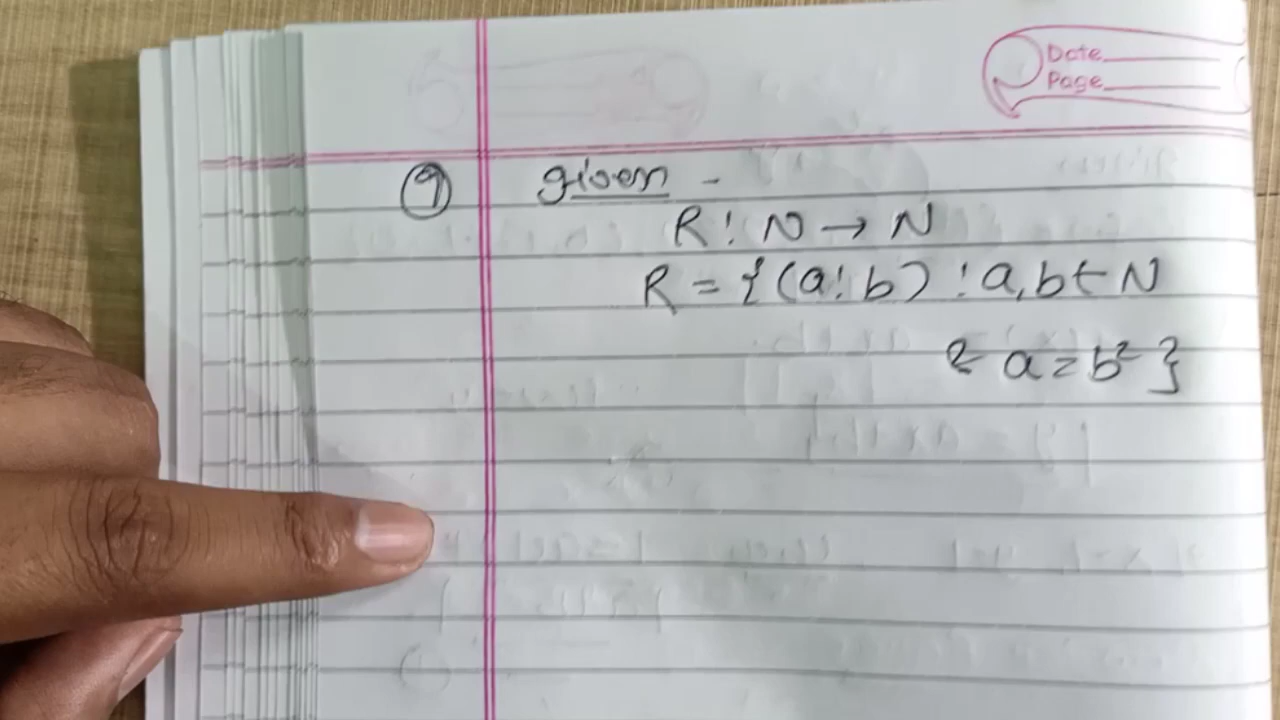 Date
Page
9 given -
R : N → N
R = {(a:b) : a,b ∈ N
& a = b² }